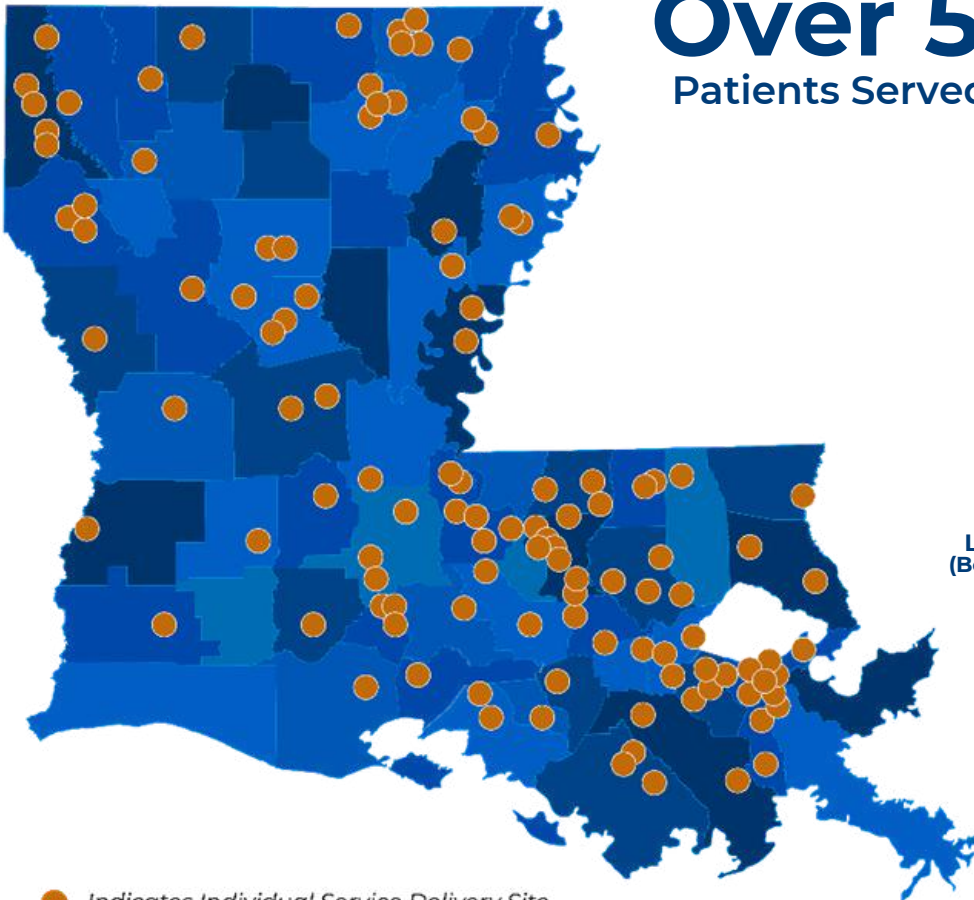 Over 5
Patients Served
L
(B
Indicates Individual Service Delivery Site